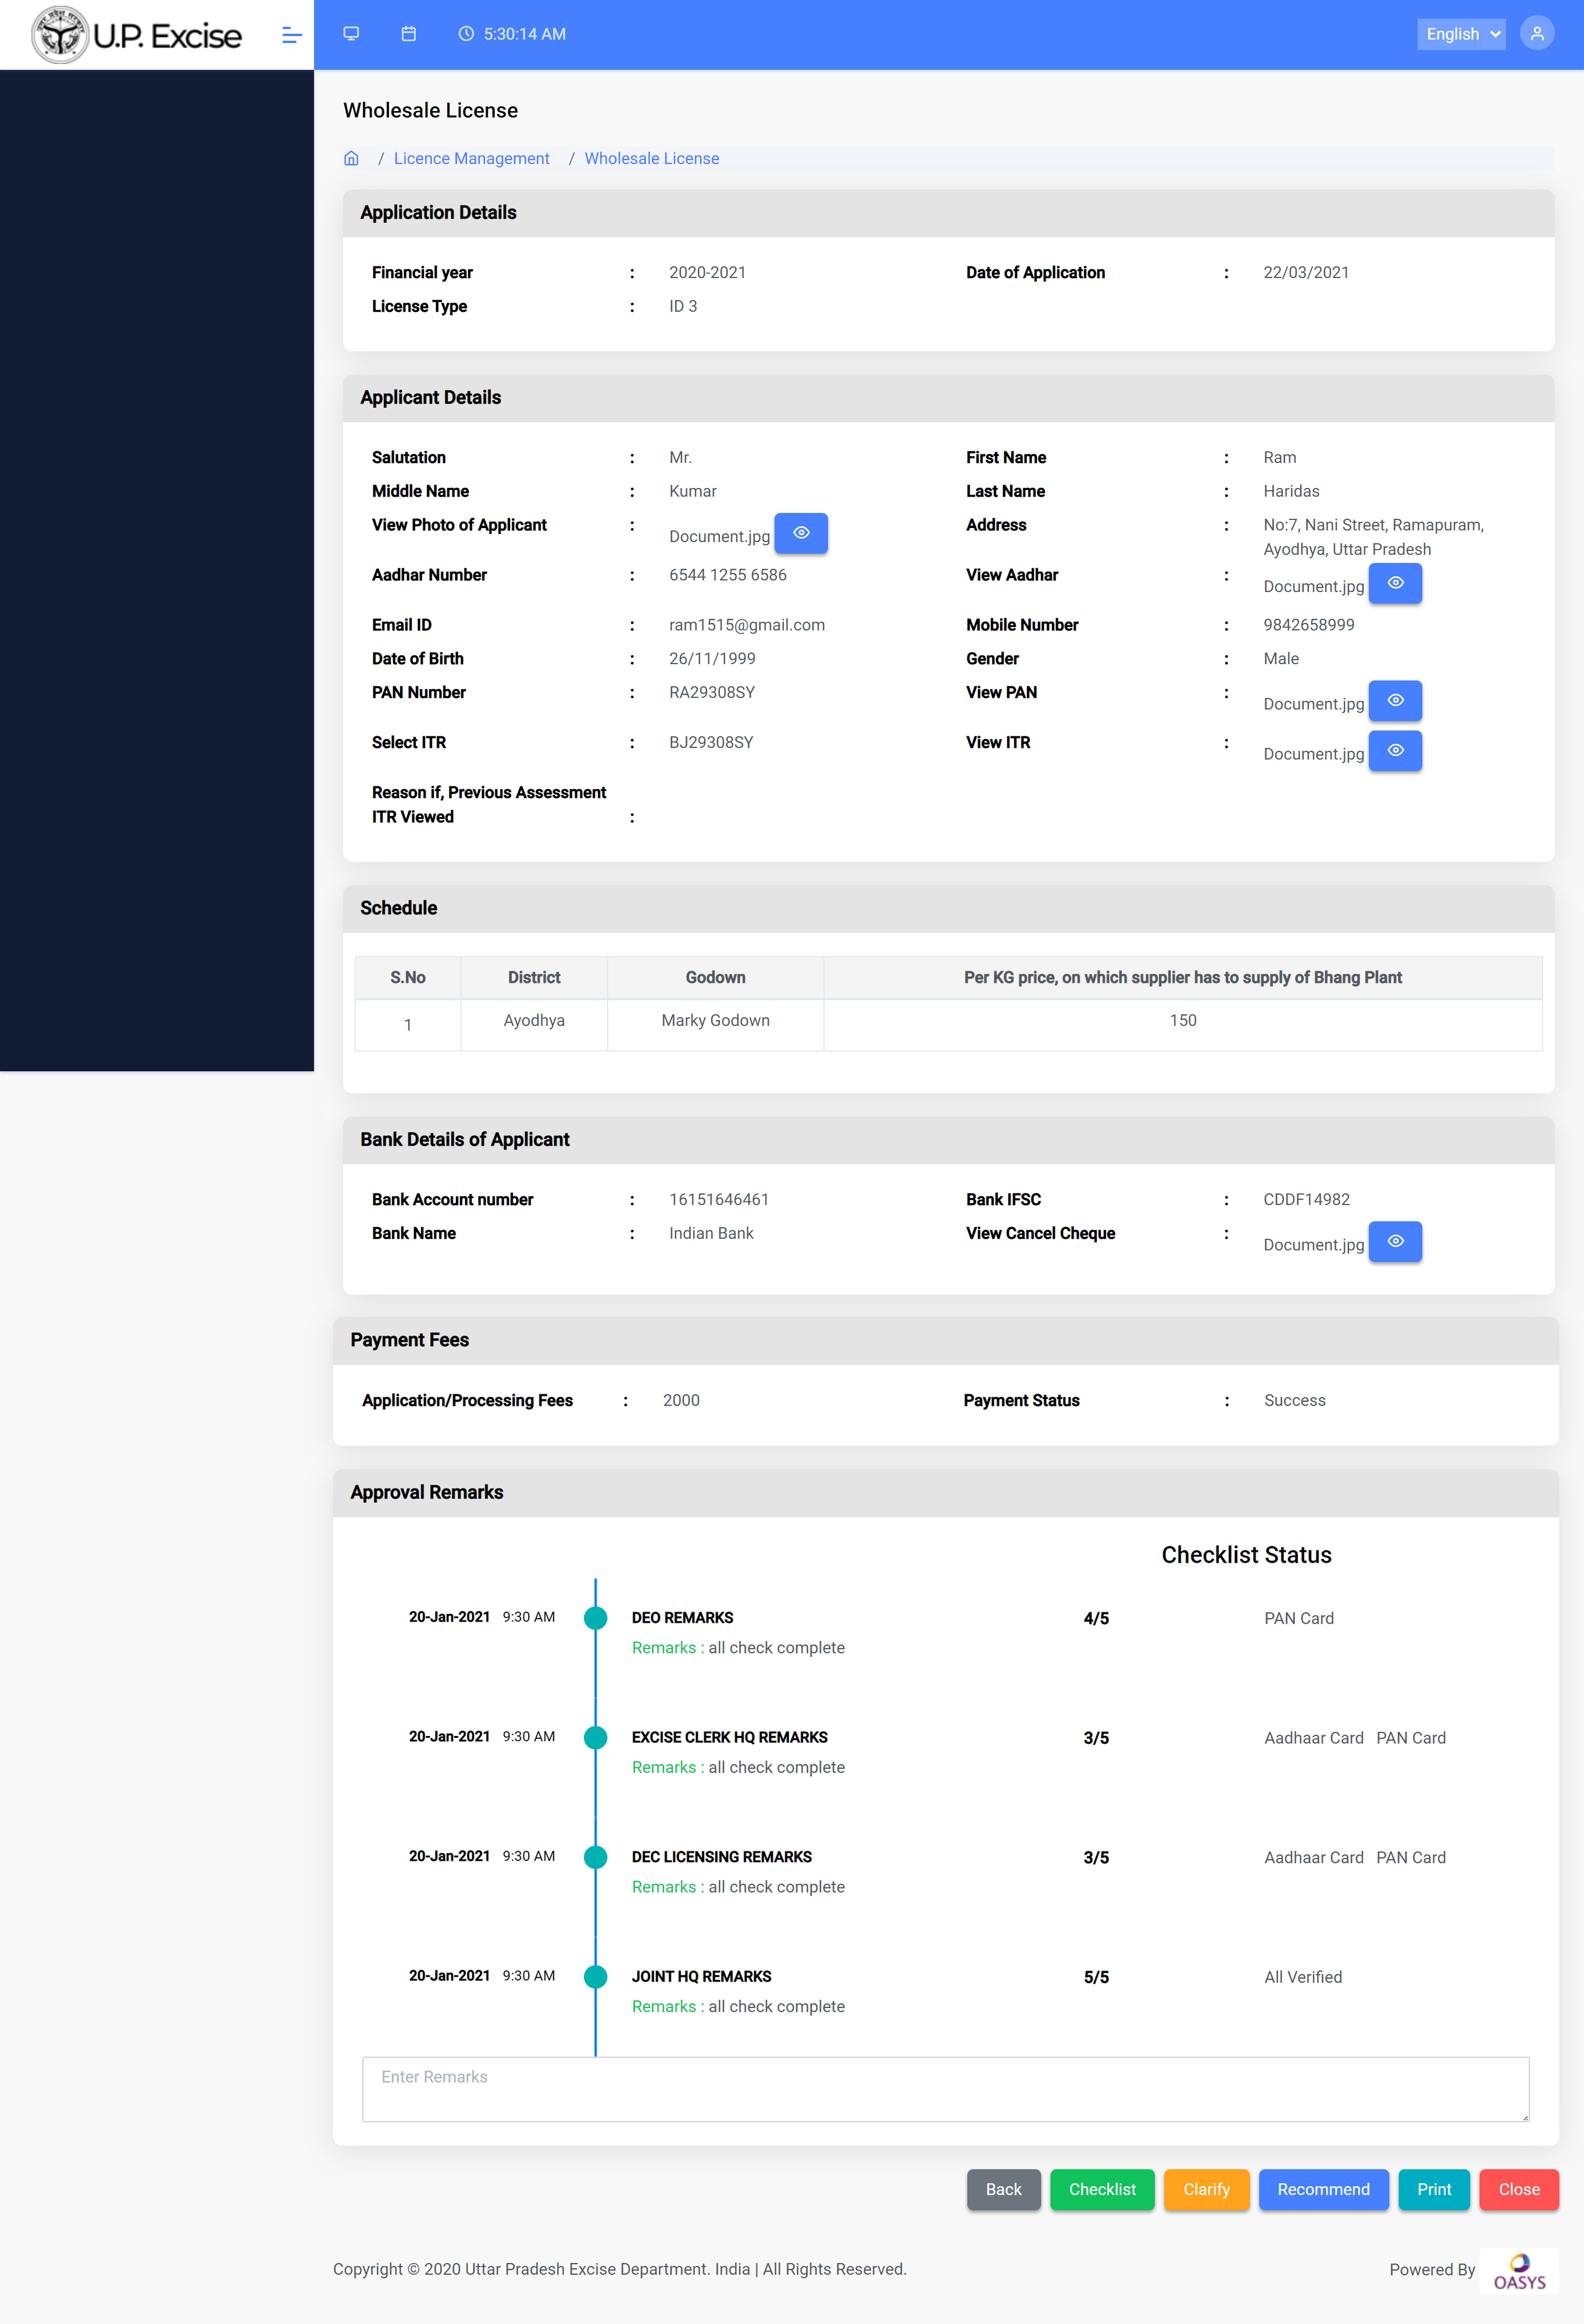 U.P. Excise
5:30:14 AM
English
Wholesale License
/ Licence Management / Wholesale License
Application Details
Financial year : 2020-2021 Date of Application : 22/03/2021
License Type : ID 3
Applicant Details
Salutation : Mr. First Name : Ram
Middle Name : Kumar Last Name : Haridas
View Photo of Applicant : Document.jpg Address : No:7, Nani Street, Ramapuram,
Ayodhya, Uttar Pradesh
Aadhar Number : 6544 1255 6586 View Aadhar : Document.jpg
Email ID : ram1515@gmail.com Mobile Number : 9842658999
Date of Birth : 26/11/1999 Gender : Male
PAN Number : RA29308SY View PAN : Document.jpg
Select ITR : BJ29308SY View ITR : Document.jpg
Reason if, Previous Assessment
ITR Viewed :
Schedule
S.No District Godown Per KG price, on which supplier has to supply of Bhang Plant
1 Ayodhya Marky Godown 150
Bank Details of Applicant
Bank Account number : 16151646461 Bank IFSC : CDDF14982
Bank Name : Indian Bank View Cancel Cheque : Document.jpg
Payment Fees
Application/Processing Fees : 2000 Payment Status : Success
Approval Remarks
Checklist Status
20-Jan-2021 9:30 AM DEO REMARKS 4/5 PAN Card
Remarks : all check complete
20-Jan-2021 9:30 AM EXCISE CLERK HQ REMARKS 3/5 Aadhaar Card PAN Card
Remarks : all check complete
20-Jan-2021 9:30 AM DEC LICENSING REMARKS 3/5 Aadhaar Card PAN Card
Remarks : all check complete
20-Jan-2021 9:30 AM JOINT HQ REMARKS 5/5 All Verified
Remarks : all check complete
Enter Remarks
Back Checklist Clarify Recommend Print Close
Copyright © 2020 Uttar Pradesh Excise Department. India | All Rights Reserved. Powered By OASYS